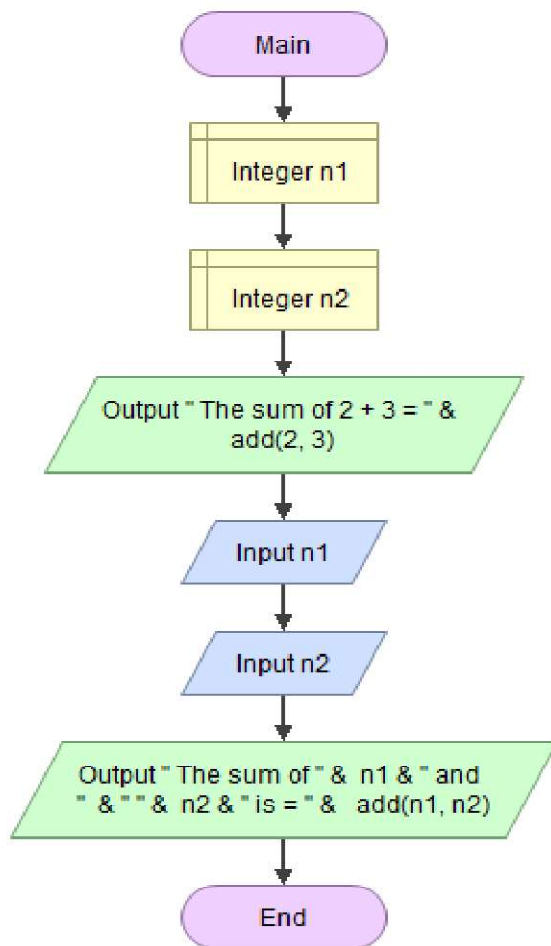 Main
Integer n1
Integer n2
Output " The sum of 2 + 3 = " &
add(2, 3)
Input n1
Input n2
Output " The sum of " & n1 & " and
" & " " & n2 & " is = " & add(n1, n2)
End